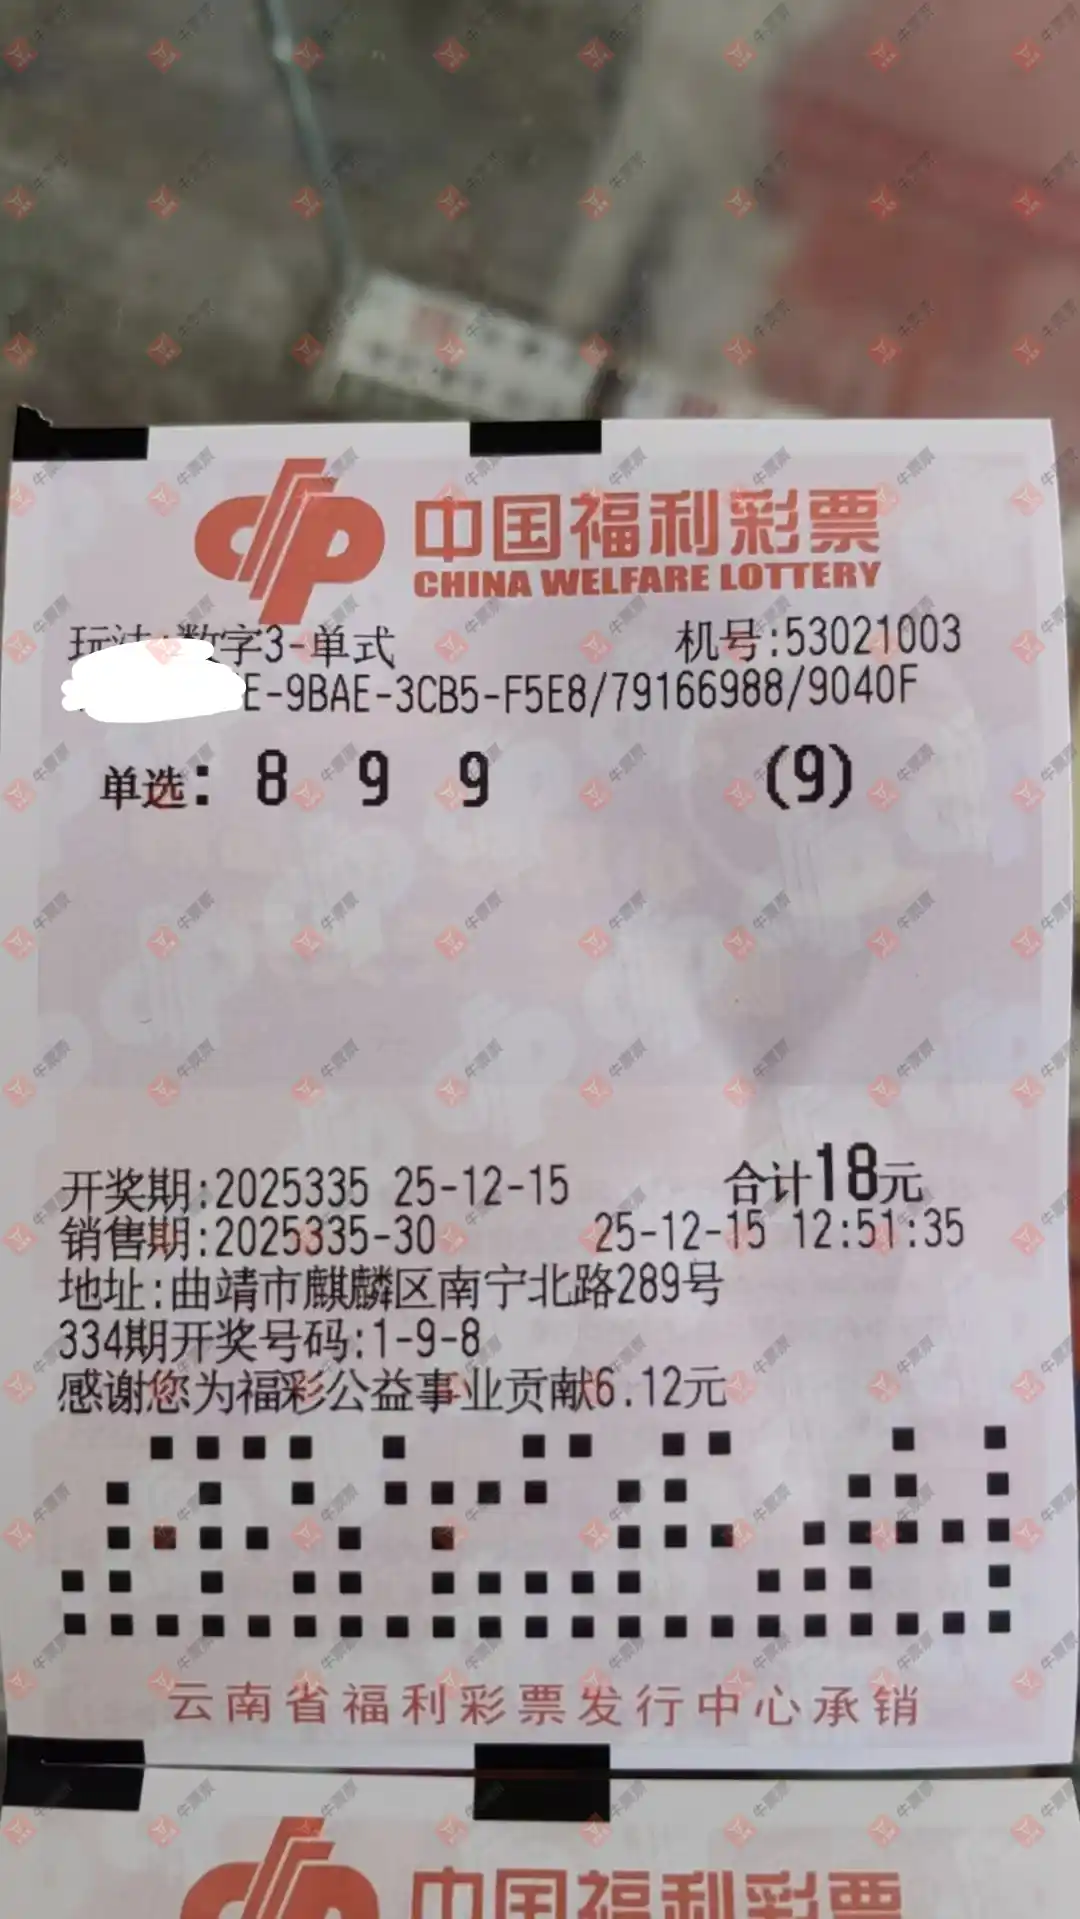 中国福利彩票
CHINA WELFARE LOTTERY
玩法:数字3-单式 机号:53021003
E-9BAE-3CB5-F5E8/79166988/9040F
单选: 8 9 9 (9)
开奖期:2025335 25-12-15 合计18元
销售期:2025335-30 25-12-15 12:51:35
地址:曲靖市麒麟区南宁北路289号
334期开奖号码:1-9-8
感谢您为福彩公益事业贡献6.12元
云南省福利彩票发行中心承销
中国福利彩票
牛票票